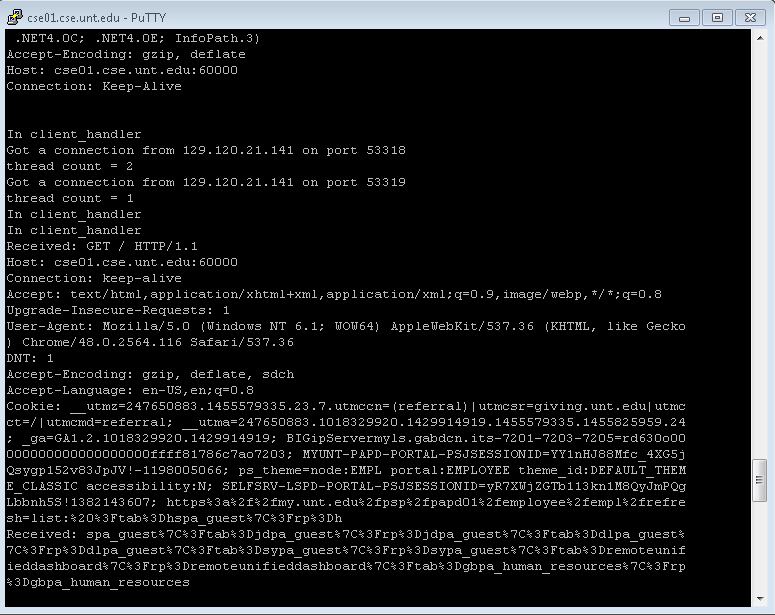 cse01.cse.unt.edu - PuTTY
.NET4.0C; .NET4.0E; InfoPath.3)
Accept-Encoding: gzip, deflate
Host: cse01.cse.unt.edu:60000
Connection: Keep-Alive
In client_handler
Got a connection from 129.120.21.141 on port 53318
thread count = 2
Got a connection from 129.120.21.141 on port 53319
thread count = 1
In client_handler
In client_handler
Received: GET / HTTP/1.1
Host: cse01.cse.unt.edu:60000
Connection: keep-alive
Accept: text/html,application/xhtml+xml,application/xml;q=0.9,image/webp,*/*;q=0.8
Upgrade-Insecure-Requests: 1
User-Agent: Mozilla/5.0 (Windows NT 6.1; WOW64) AppleWebKit/537.36 (KHTML, like Gecko
) Chrome/48.0.2564.116 Safari/537.36
DNT: 1
Accept-Encoding: gzip, deflate, sdch
Accept-Language: en-US,en;q=0.8
Cookie: __utmz=247650883.1455579335.23.7.utmccn=(referral)|utmcsr=giving.unt.edu|utmc
ct=/|utmcmd=referral; __utma=247650883.1018329920.1429914919.1455579335.1455825959.24
; _ga=GA1.2.1018329920.1429914919; BIGipServermyls.gabdcn.its-7201-7203-7205=rd630o00
000000000000000000ffff81786c7ao7203; MYUNT-PAPD-PORTAL-PSJSESSIONID=YY1nHJ88Mfc_4XG5j
Qsygp152v83JpJV!-1198005066; ps_theme=node:EMPL portal:EMPLOYEE theme_id:DEFAULT_THEM
E_CLASSIC accessibility:N; SELFSRV-LSPD-PORTAL-PSJSESSIONID=yR7XWjZGTb113kn1M8QyJmPQg
Lbbnh5S!1382143607; https%3a%2f%2fmy.unt.edu%2fpsp%2fpapd01%2femployee%2fempl%2frefre
sh=list:%20%3ftab%3Dhspa_guest%7C%3frp%3Dh
Received: spa_guest%7C%3ftab%3Djdpa_guest%7C%3frp%3Djdpa_guest%7C%3ftab%3Ddlpa_guest%
7C%3frp%3Ddlpa_guest%7C%3ftab%3Dsypa_guest%7C%3frp%3Dsypa_guest%7C%3ftab%3Dremoteunif
ieddashboard%7C%3frp%3Dremoteunifieddashboard%7C%3ftab%3Dgbpa_human_resources%7C%3frp
%3Dgbpa_human_resources